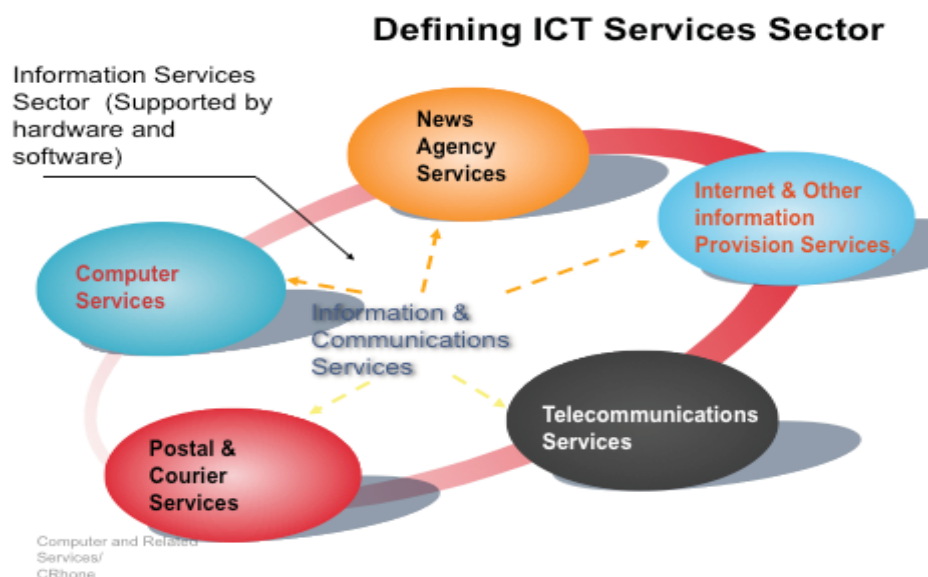 Defining ICT Services Sector
Information Services
Sector (Supported by
hardware and
software)
News
Agency
Services
Internet & Other
information
Provision Services,
Computer
Services
Information &
Communications
Services
Telecommunications
Services
Postal &
Courier
Services
Computer and Related
Services/
CRhone